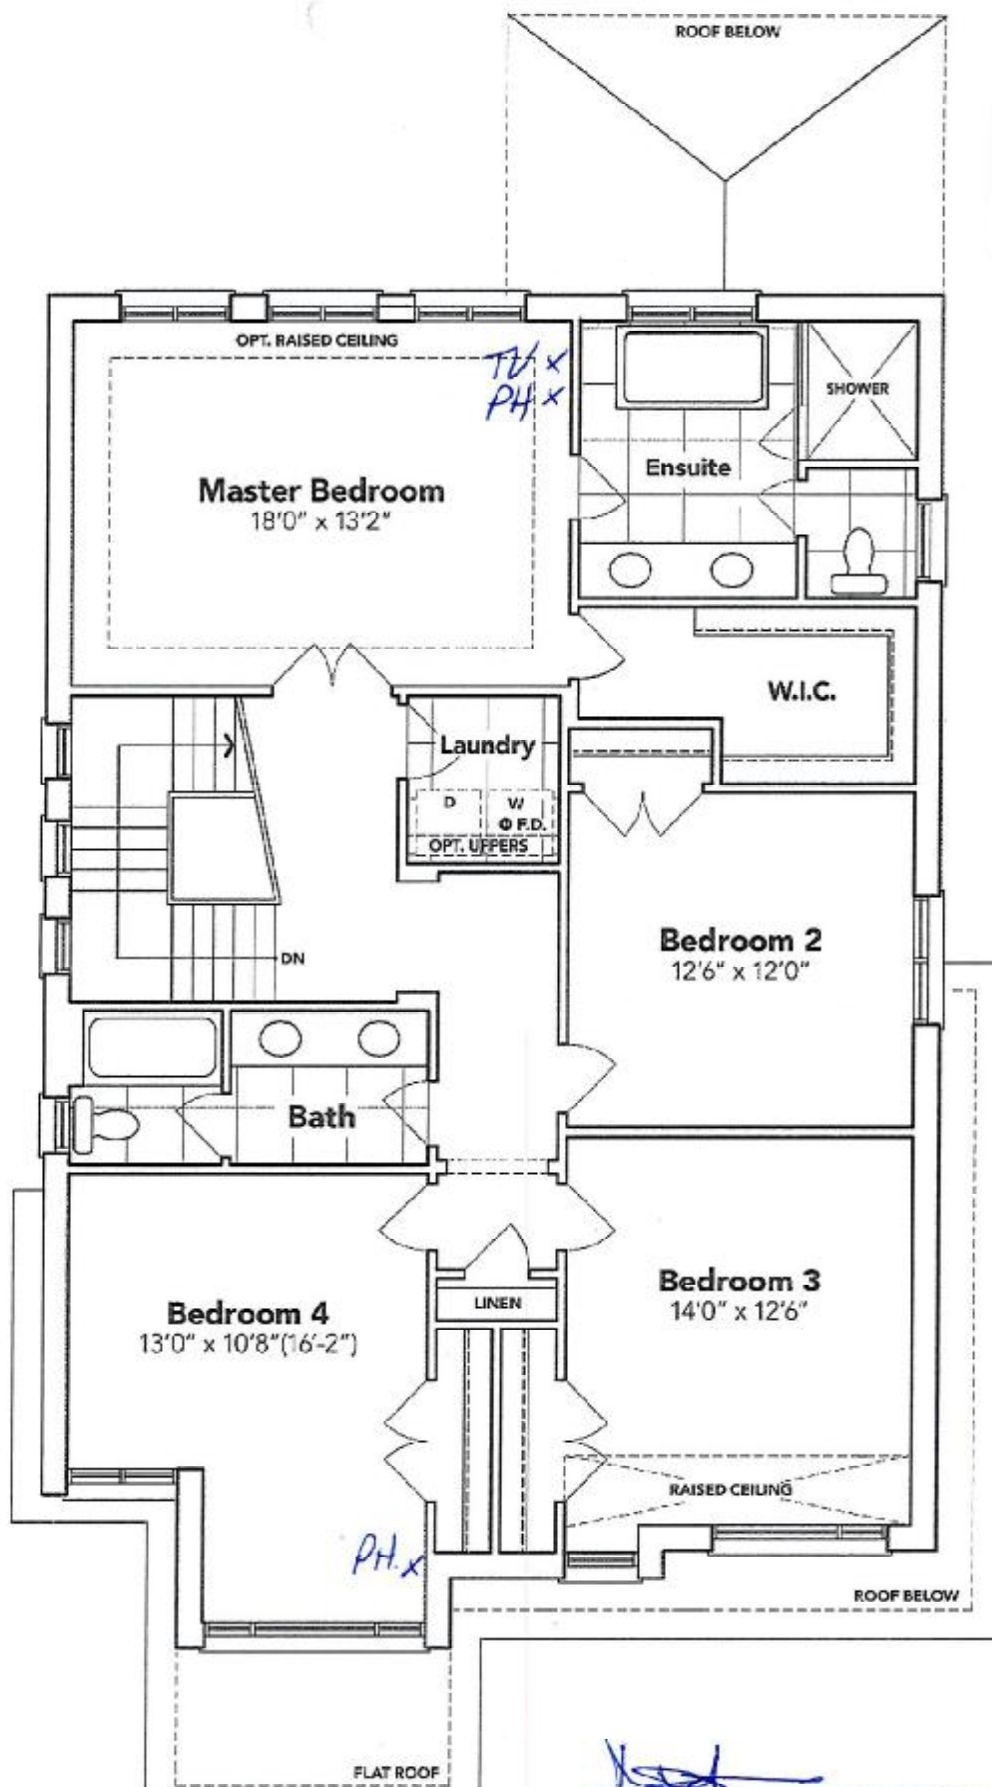 ROOF BELOW
OPT. RAISED CEILING
TV x
PH x
SHOWER
Ensuite
Master Bedroom
18'0" x 13'2"
W.I.C.
Laundry
D W
Φ F.D.
OPT. UPPERS
Bedroom 2
12'6" x 12'0"
DN
Bath
Bedroom 3
14'0" x 12'6"
LINEN
Bedroom 4
13'0" x 10'8"(16'-2")
RAISED CEILING
PH. x
ROOF BELOW
FLAT ROOF